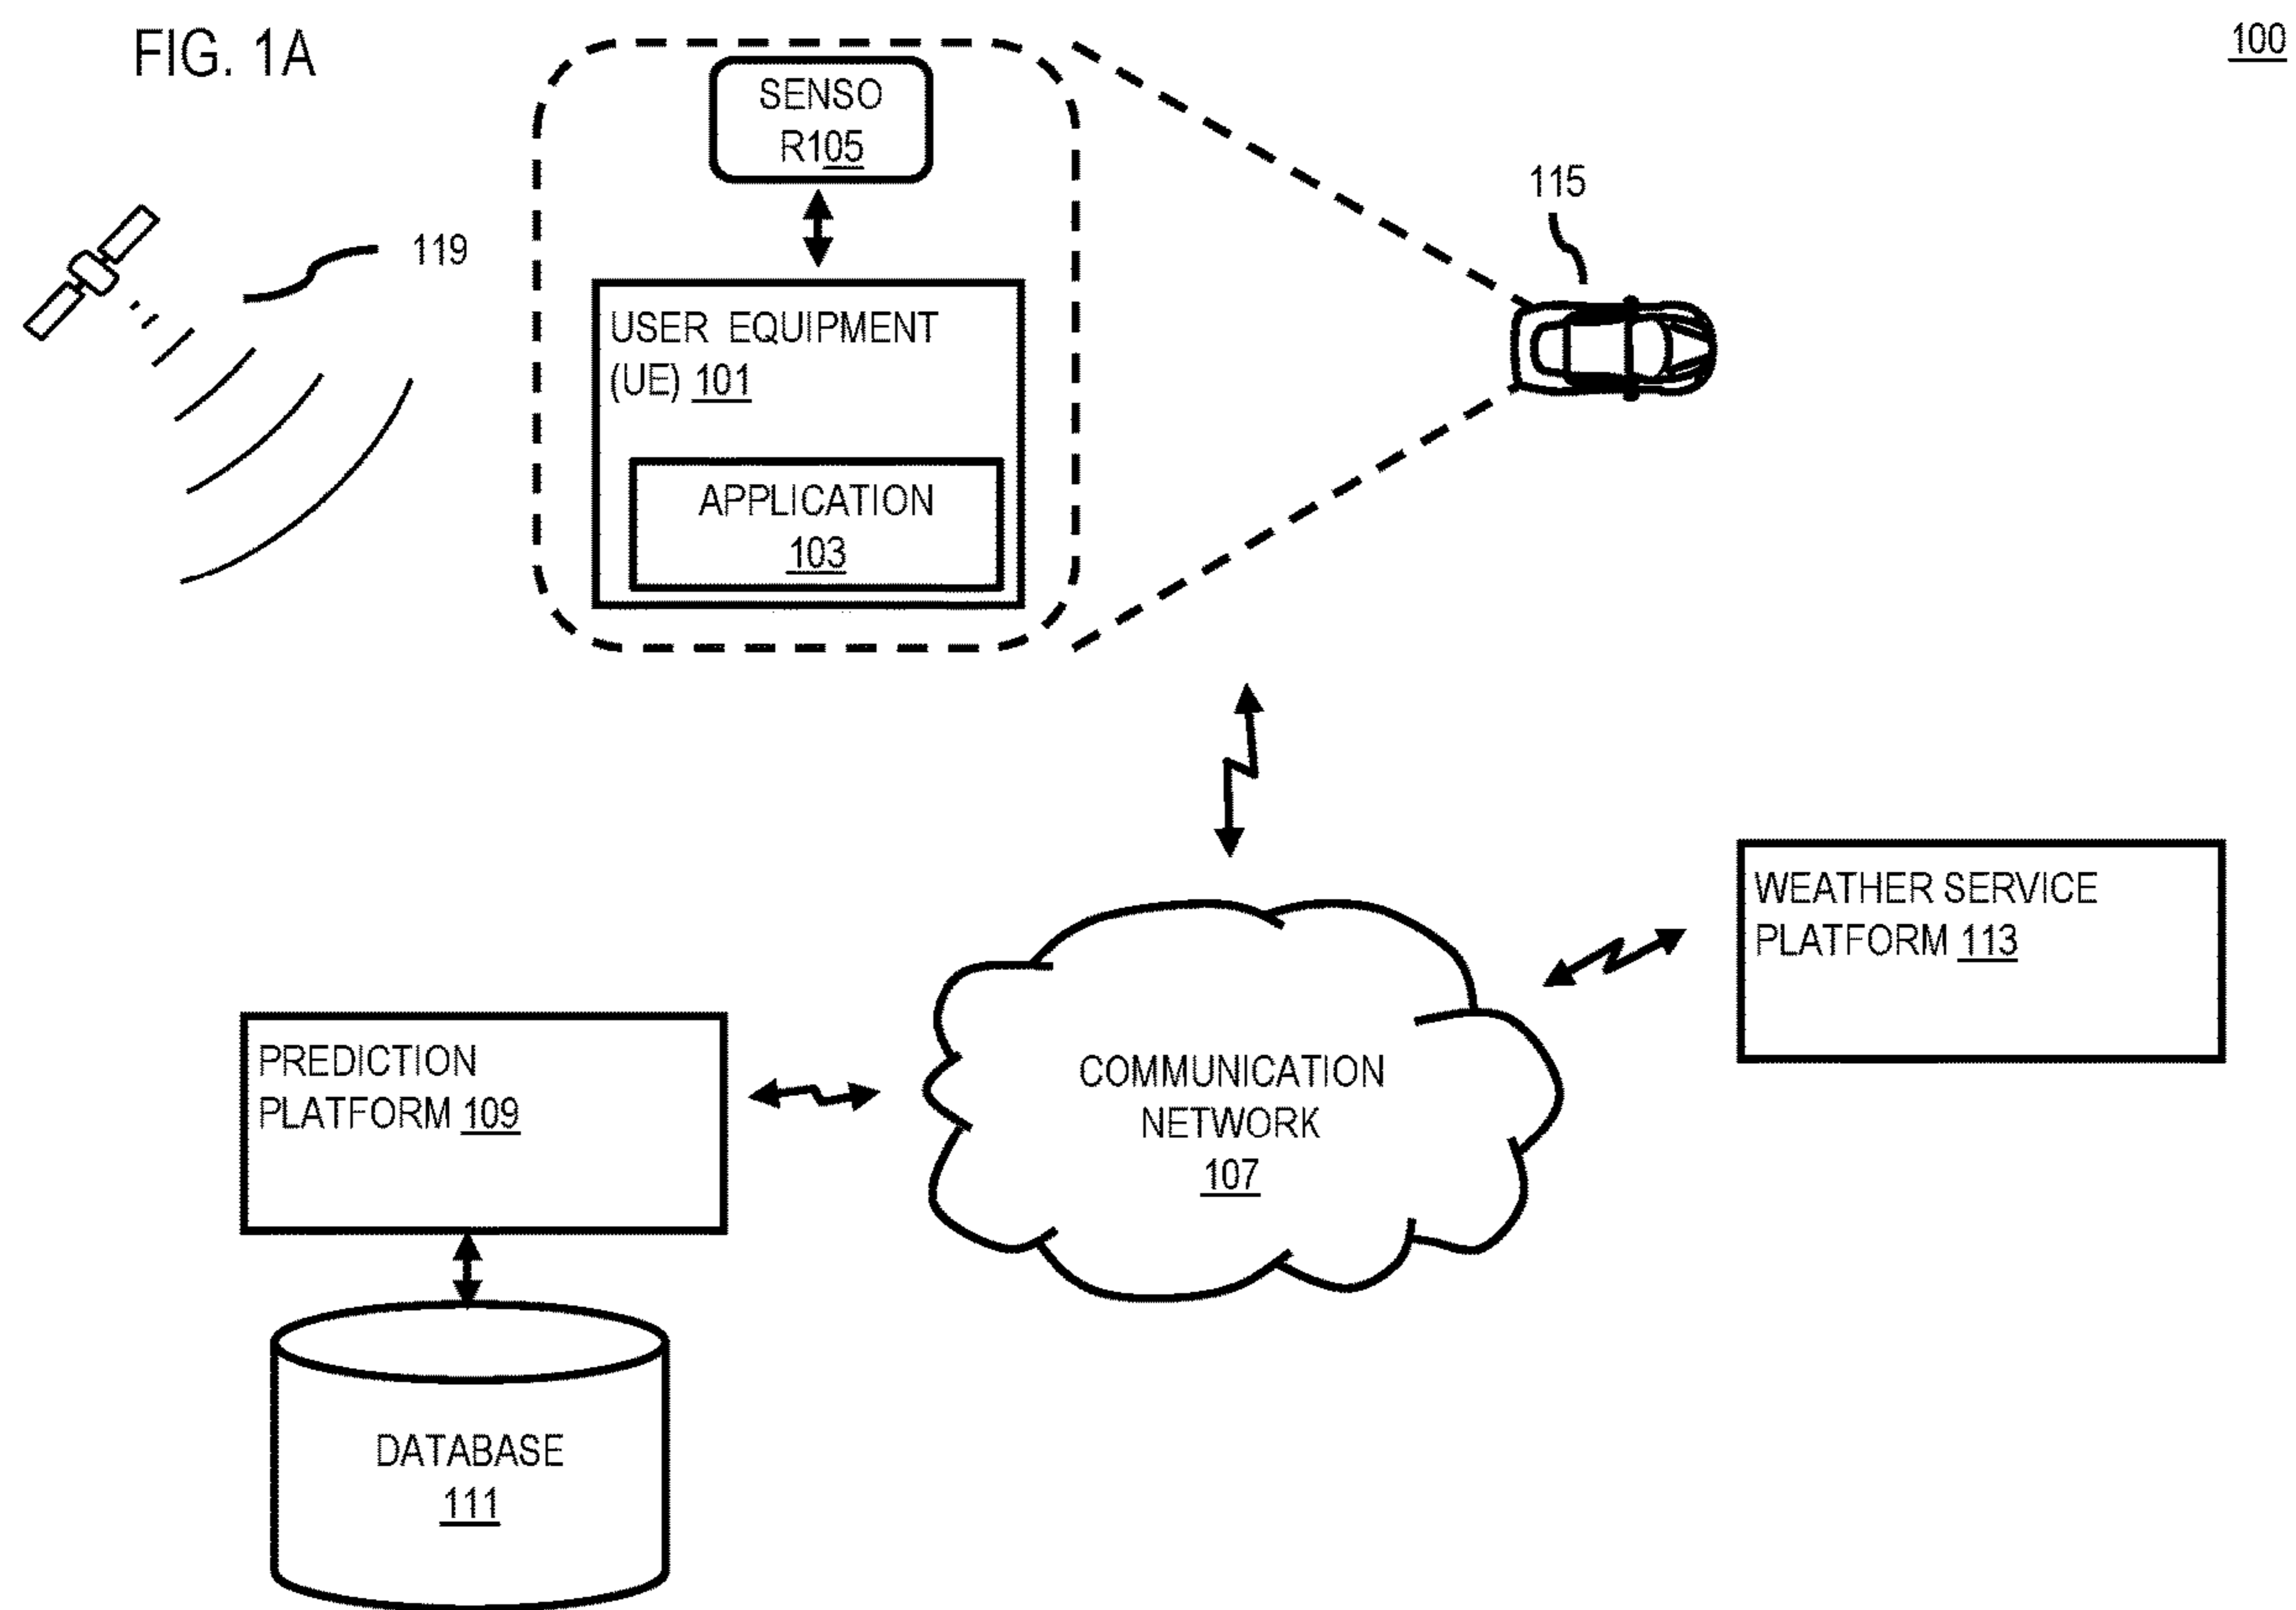 FIG. 1A
100
SENSO
R105
115
119
USER EQUIPMENT
(UE) 101
APPLICATION
103
WEATHER SERVICE
PLATFORM 113
PREDICTION
PLATFORM 109
COMMUNICATION
NETWORK
107
DATABASE
111